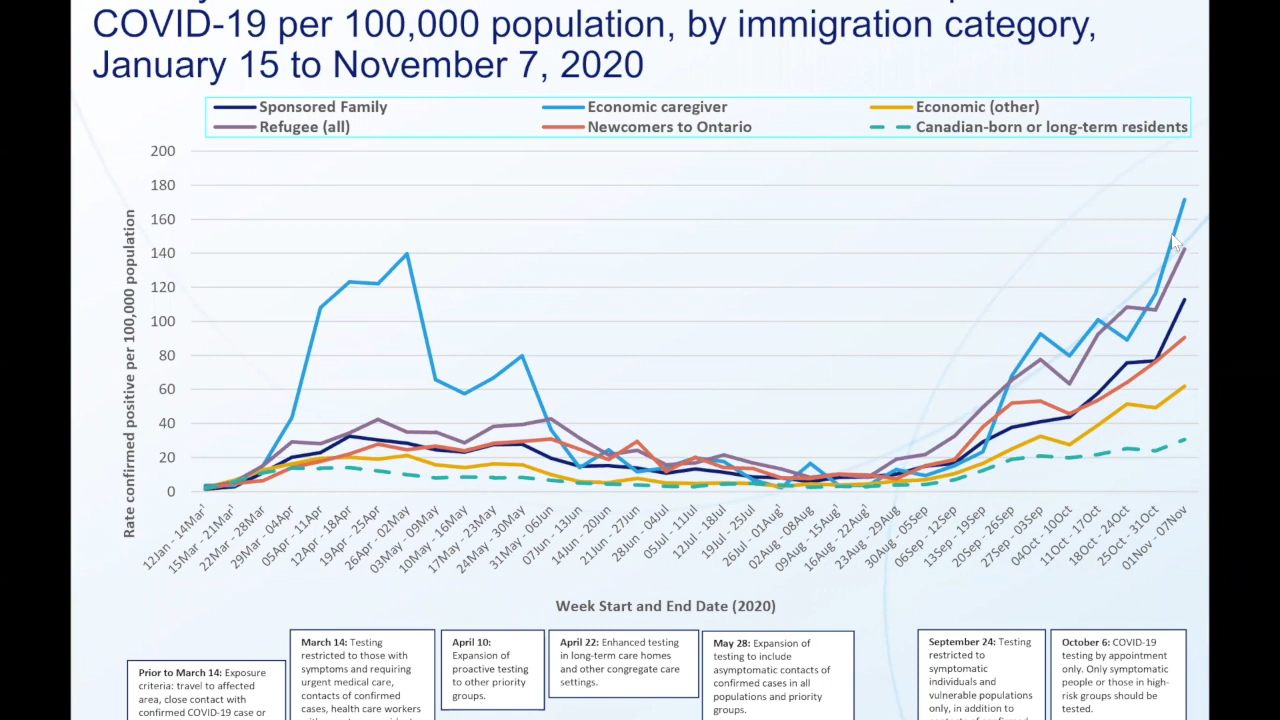 COVID-19 per 100,000 population, by immigration category,
January 15 to November 7, 2020
Sponsored Family
Economic caregiver
Economic (other)
Refugee (all)
Newcomers to Ontario
Canadian-born or long-term residents
Rate confirmed positive per 100,000 population
200
180
160
140
120
100
80
60
40
20
0
12Jan - 14Mar'
15Mar - 21Mar'
22Mar - 28Mar
29Mar - 04Apr
05Apr - 11Apr
12Apr - 18Apr
19Apr - 25Apr
26Apr - 02May
03May - 09May
10May - 16May
17May - 23May
24May - 30May
31May - 06Jun
07Jun - 13Jun
14Jun - 20Jun
21Jun - 27Jun
28Jun - 04Jul
05Jul - 11Jul
12Jul - 18Jul
19Jul - 25Jul
26Jul - 01Aug'
02Aug - 08Aug
09Aug - 15Aug'
16Aug - 22Aug'
23Aug - 29Aug
30Aug - 05Sep
06Sep - 12Sep
13Sep - 19Sep
20Sep - 26Sep
27Sep - 03Sep
04Oct - 10Oct
11Oct - 17Oct
18Oct - 24Oct
25Oct - 31Oct
01Nov - 07Nov
Week Start and End Date (2020)
Prior to March 14: Exposure
criteria: travel to affected
area, close contact with
confirmed COVID-19 case or
March 14: Testing
restricted to those with
symptoms and requiring
urgent medical care,
contacts of confirmed
cases, health care workers
April 10:
Expansion of
proactive testing
to other priority
groups.
April 22: Enhanced testing
in long-term care homes
and other congregate care
settings.
May 28: Expansion of
testing to include
asymptomatic contacts of
confirmed cases in all
populations and priority
groups.
September 24: Testing
restricted to
symptomatic
individuals and
vulnerable populations
only, in addition to
October 6: COVID-19
testing by appointment
only. Only symptomatic
people or those in high-
risk groups should be
tested.